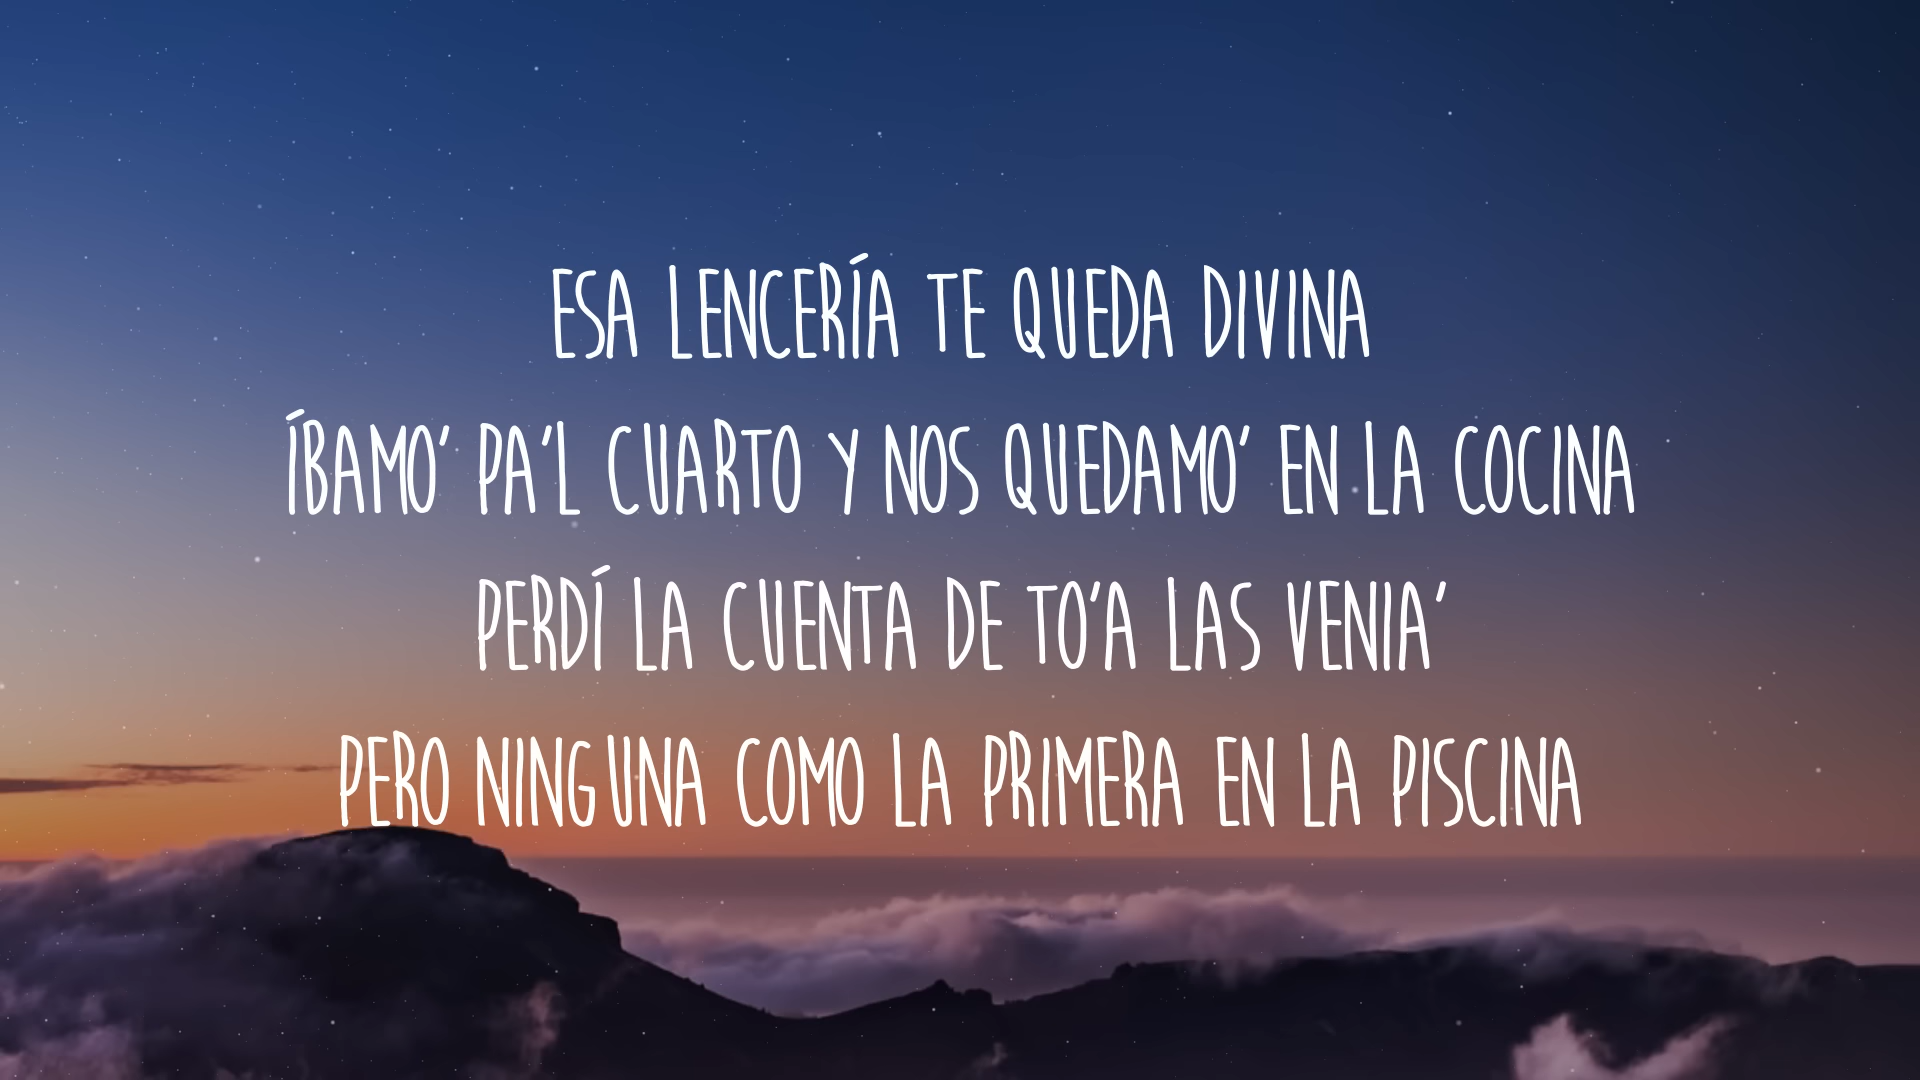 ESA LENCERÍA TE QUEDA DIVINA
ÍBAMO' PA'L CUARTO Y NOS QUEDAMO' EN LA COCINA
PERDÍ LA CUENTA DE TO'A LAS VENIA'
PERO NINGUNA COMO LA PRIMERA EN LA PISCINA